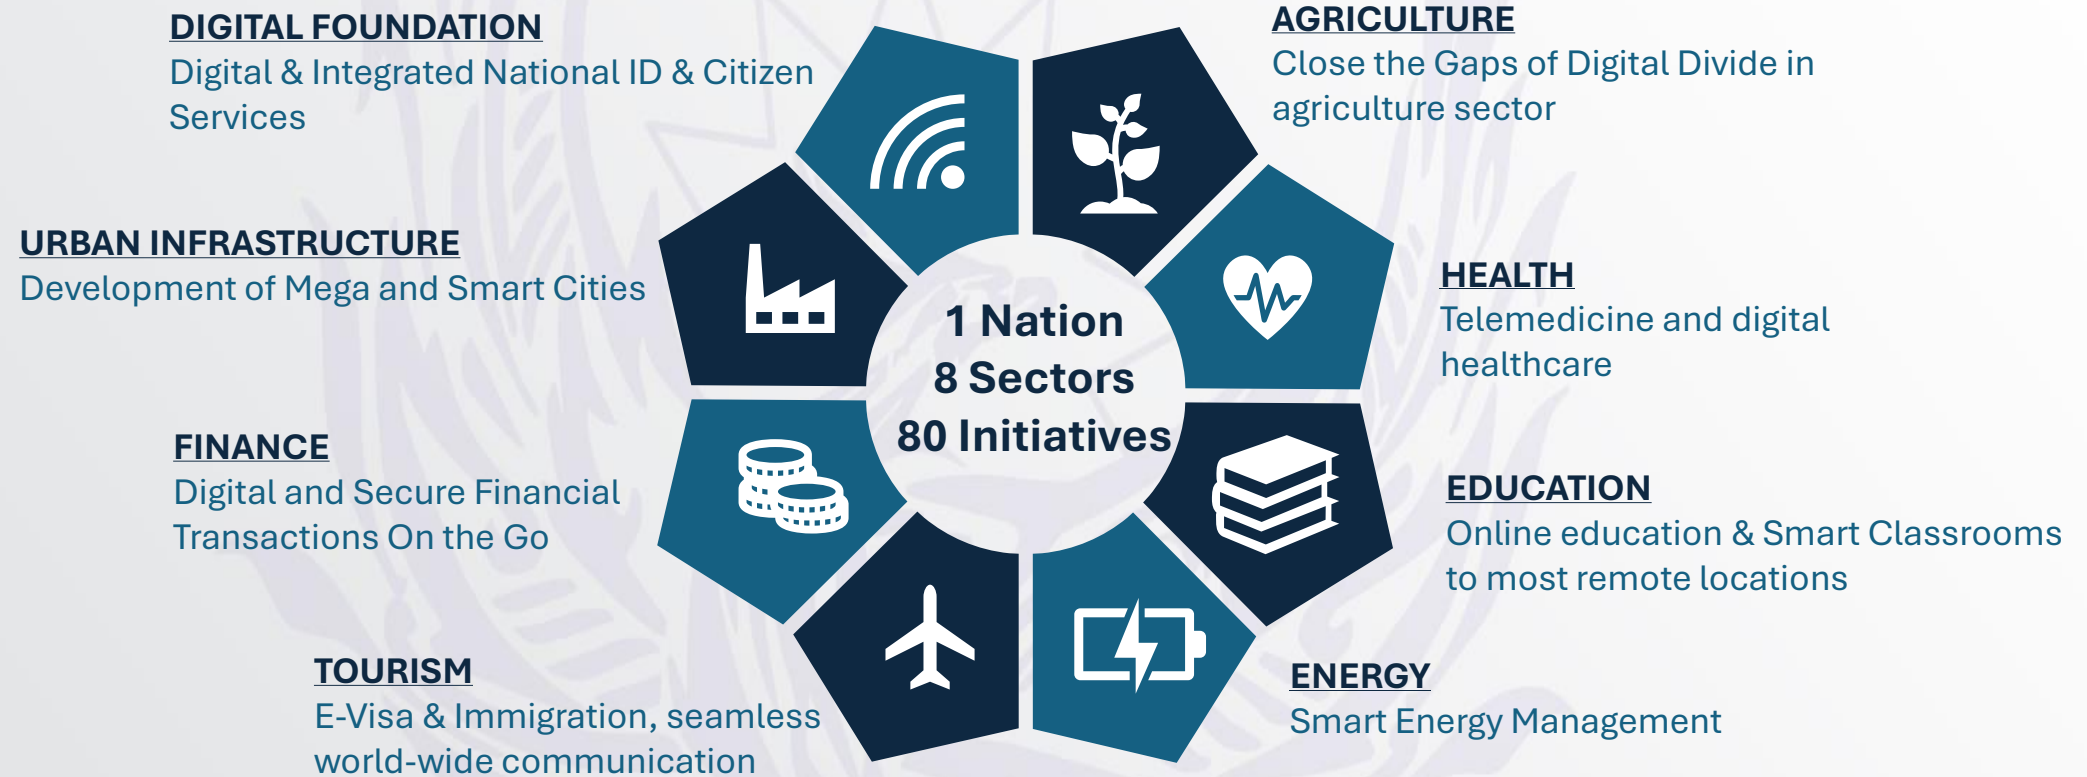 DIGITAL FOUNDATION
Digital & Integrated National ID & Citizen
Services
AGRICULTURE
Close the Gaps of Digital Divide in
agriculture sector
URBAN INFRASTRUCTURE
Development of Mega and Smart Cities
HEALTH
Telemedicine and digital
healthcare
1 Nation
8 Sectors
80 Initiatives
FINANCE
Digital and Secure Financial
Transactions On the Go
EDUCATION
Online education & Smart Classrooms
to most remote locations
TOURISM
E-Visa & Immigration, seamless
world-wide communication
ENERGY
Smart Energy Management